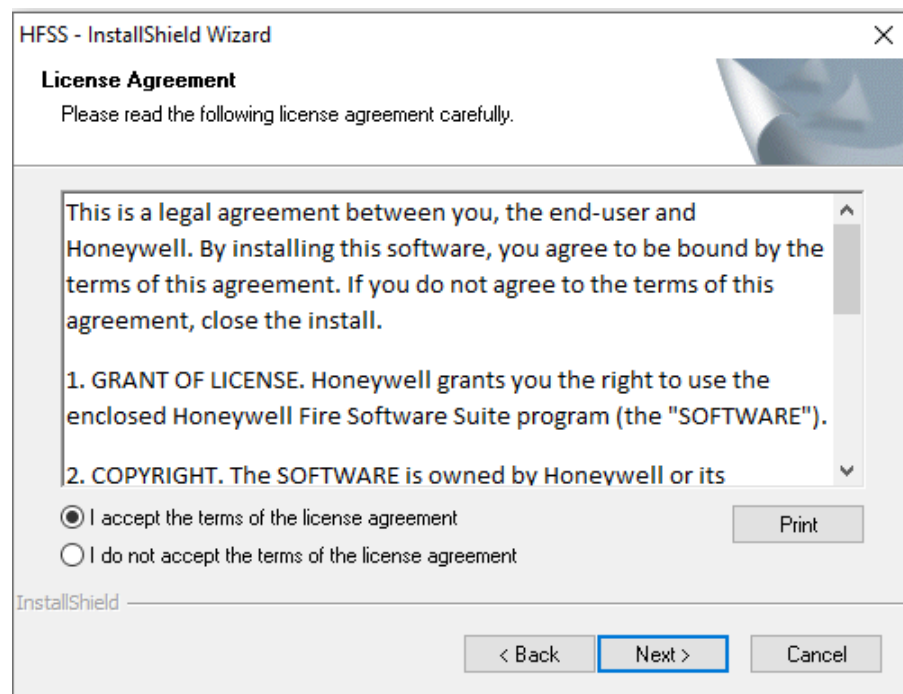 HFSS - InstallShield Wizard
License Agreement
Please read the following license agreement carefully.
This is a legal agreement between you, the end-user and
Honeywell. By installing this software, you agree to be bound by the
terms of this agreement. If you do not agree to the terms of this
agreement, close the install.
1. GRANT OF LICENSE. Honeywell grants you the right to use the
enclosed Honeywell Fire Software Suite program (the "SOFTWARE").
2. COPYRIGHT. The SOFTWARE is owned by Honeywell or its
I accept the terms of the license agreement
Print
I do not accept the terms of the license agreement
InstallShield
< Back
Next >
Cancel